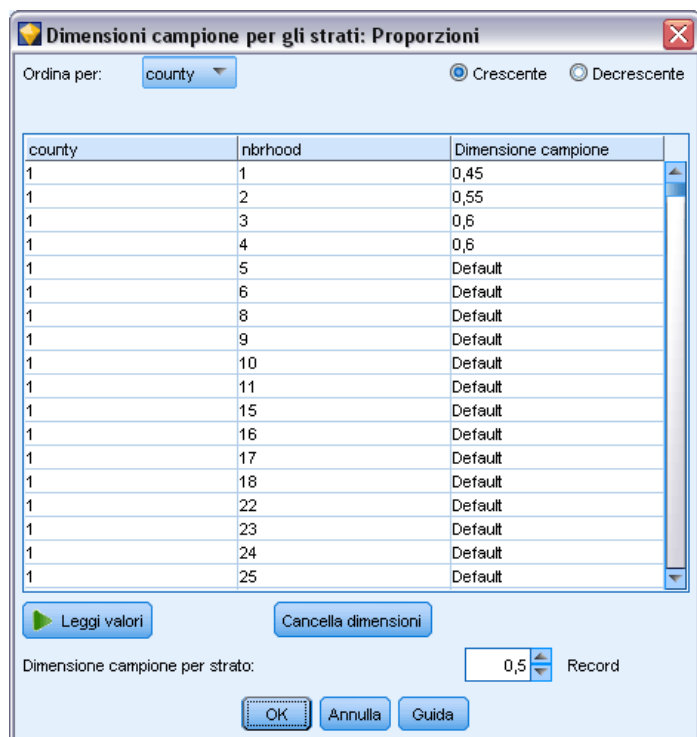 Dimensioni campione per gli strati: Proporzioni
Ordina per: county Crescente Decrescente
county nbrhood Dimensione campione
1 1 0,45
1 2 0,55
1 3 0,6
1 4 0,6
1 5 Default
1 6 Default
1 8 Default
1 9 Default
1 10 Default
1 11 Default
1 15 Default
1 16 Default
1 17 Default
1 18 Default
1 22 Default
1 23 Default
1 24 Default
1 25 Default
Leggi valori Cancella dimensioni
Dimensione campione per strato: 0,5 Record
OK Annulla Guida